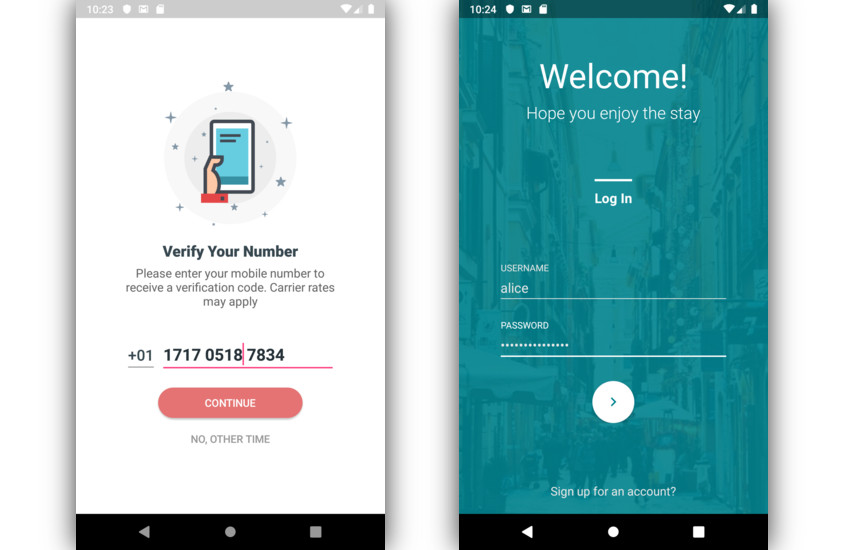 10:23
Verify Your Number
Please enter your mobile number to
receive a verification code. Carrier rates
may apply
+01 1717 0518 7834
CONTINUE
NO, OTHER TIME
10:24
Welcome!
Hope you enjoy the stay
Log In
USERNAME
alice
PASSWORD
•••••••••••••••
Sign up for an account?